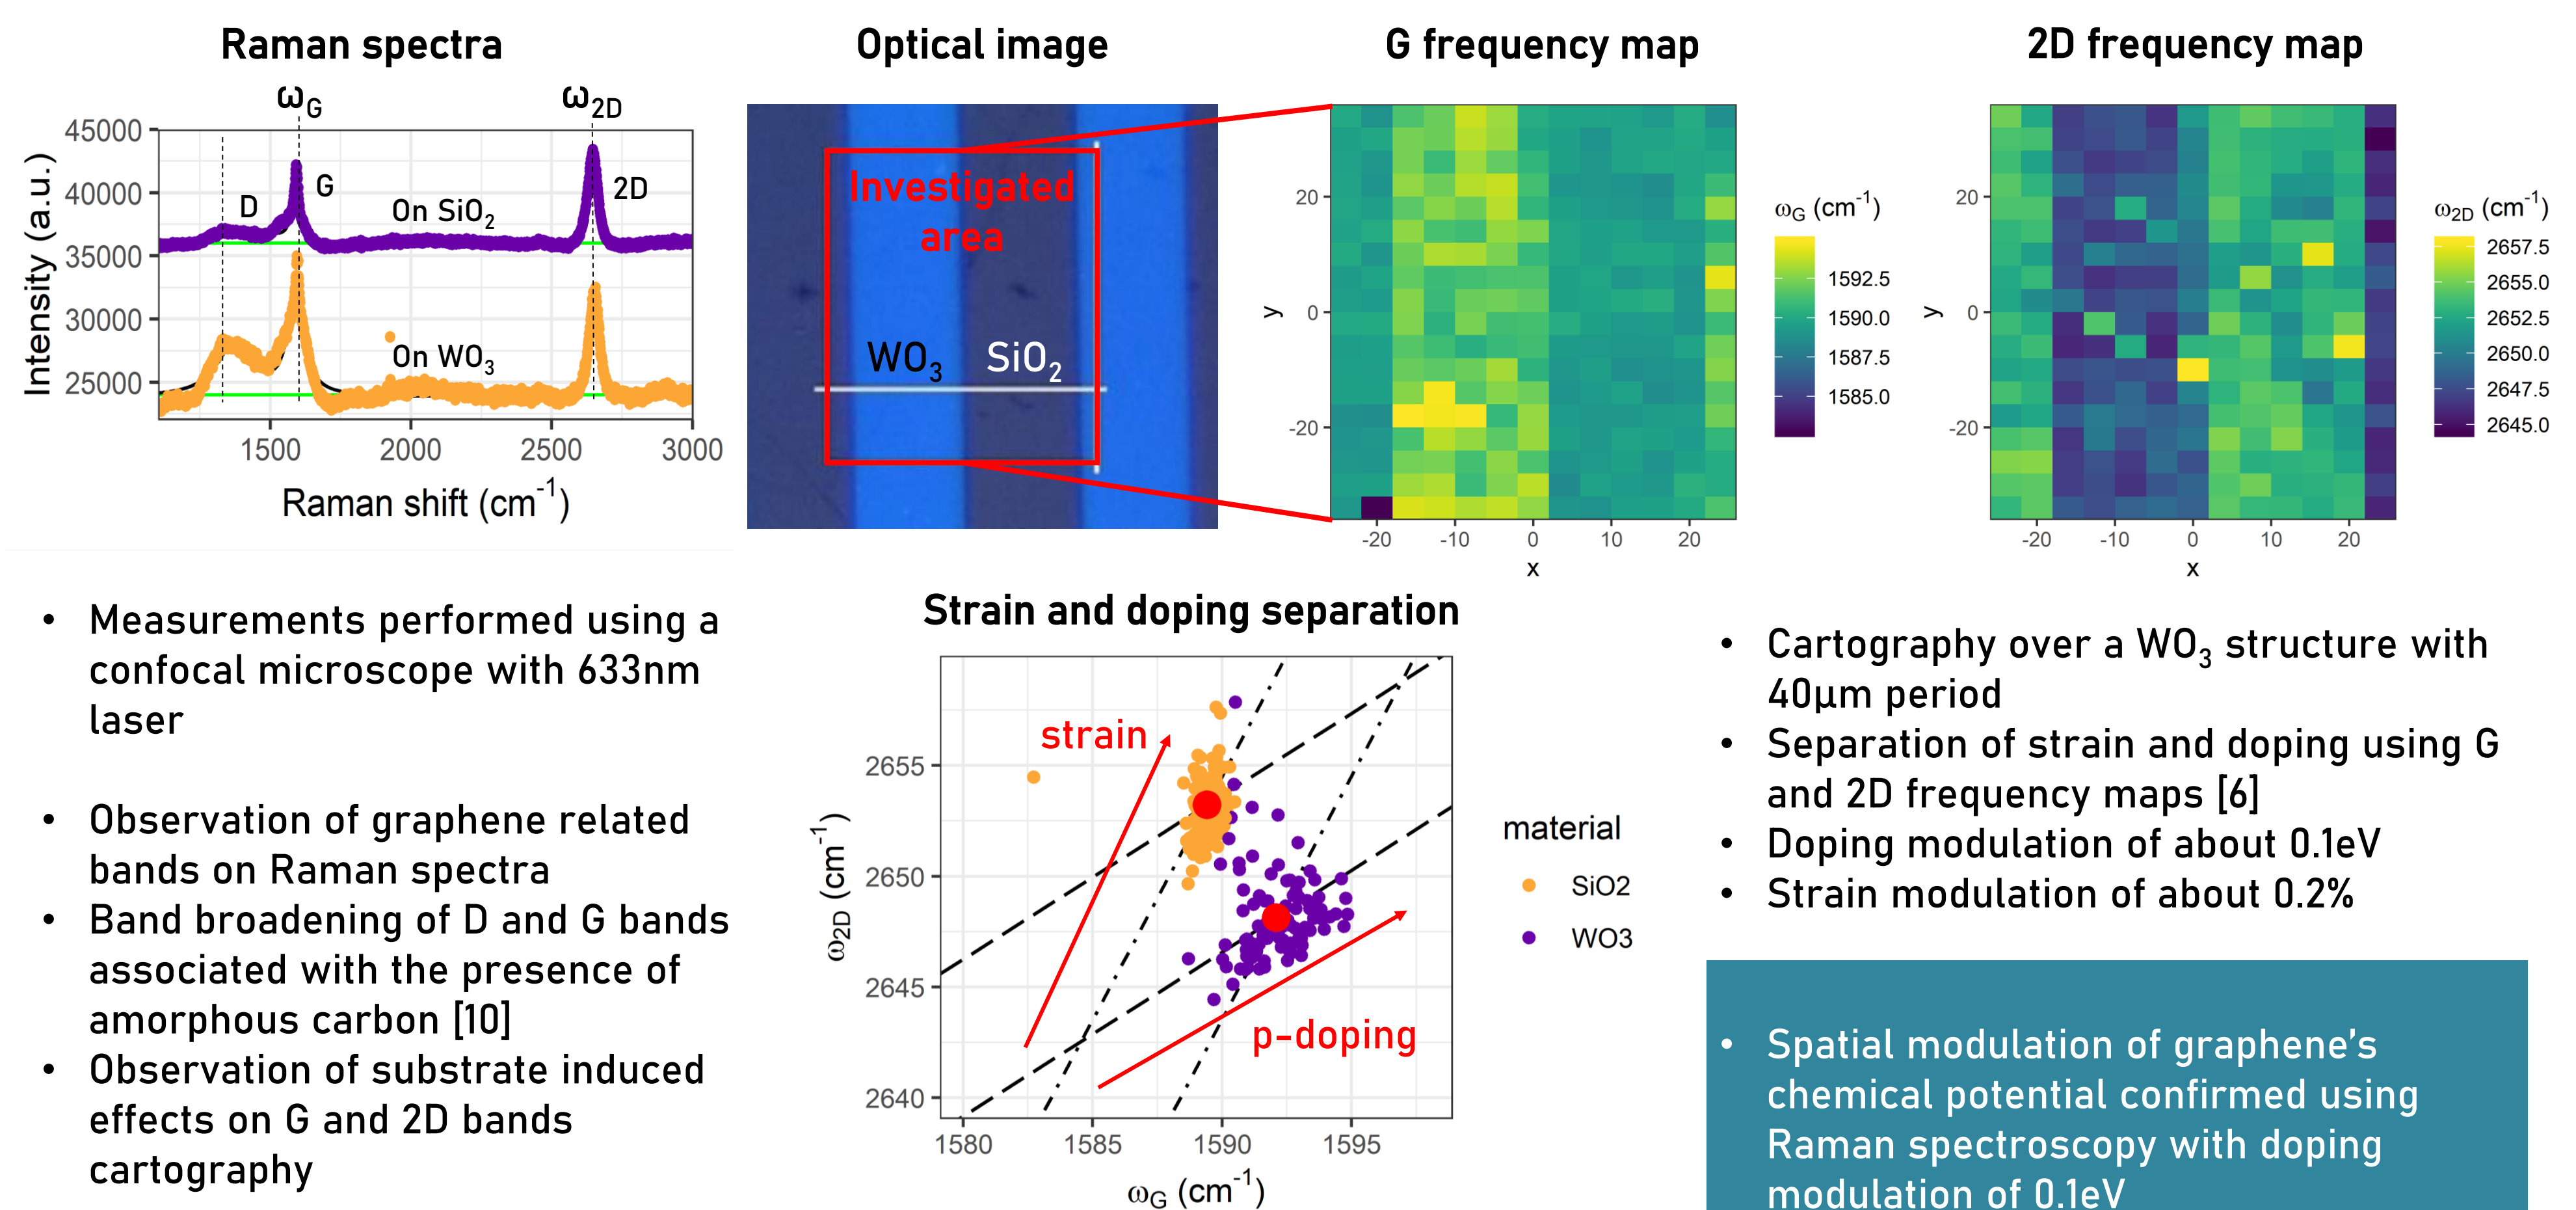 Raman spectra
ω_G
ω_2D
45000
40000
35000
30000
25000
Intensity (a.u.)
D
G
2D
On SiO₂
On WO₃
1500
2000
2500
3000
Raman shift (cm⁻¹)
Optical image
Investigated
area
WO₃
SiO₂
G frequency map
20
0
-20
y
-20
-10
0
10
20
x
ω_G (cm⁻¹)
1592.5
1590.0
1587.5
1585.0
2D frequency map
20
0
-20
y
-20
-10
0
10
20
x
ω_2D (cm⁻¹)
2657.5
2655.0
2652.5
2650.0
2647.5
2645.0
• Measurements performed using a
confocal microscope with 633nm
laser
• Observation of graphene related
bands on Raman spectra
• Band broadening of D and G bands
associated with the presence of
amorphous carbon [10]
• Observation of substrate induced
effects on G and 2D bands
cartography
Strain and doping separation
strain
p-doping
2655
2650
2645
2640
ω_2D (cm⁻¹)
1580
1585
1590
1595
ω_G (cm⁻¹)
material
SiO2
WO3
• Cartography over a WO₃ structure with
40µm period
• Separation of strain and doping using G
and 2D frequency maps [6]
• Doping modulation of about 0.1eV
• Strain modulation of about 0.2%
• Spatial modulation of graphene’s
chemical potential confirmed using
Raman spectroscopy with doping
modulation of 0.1eV